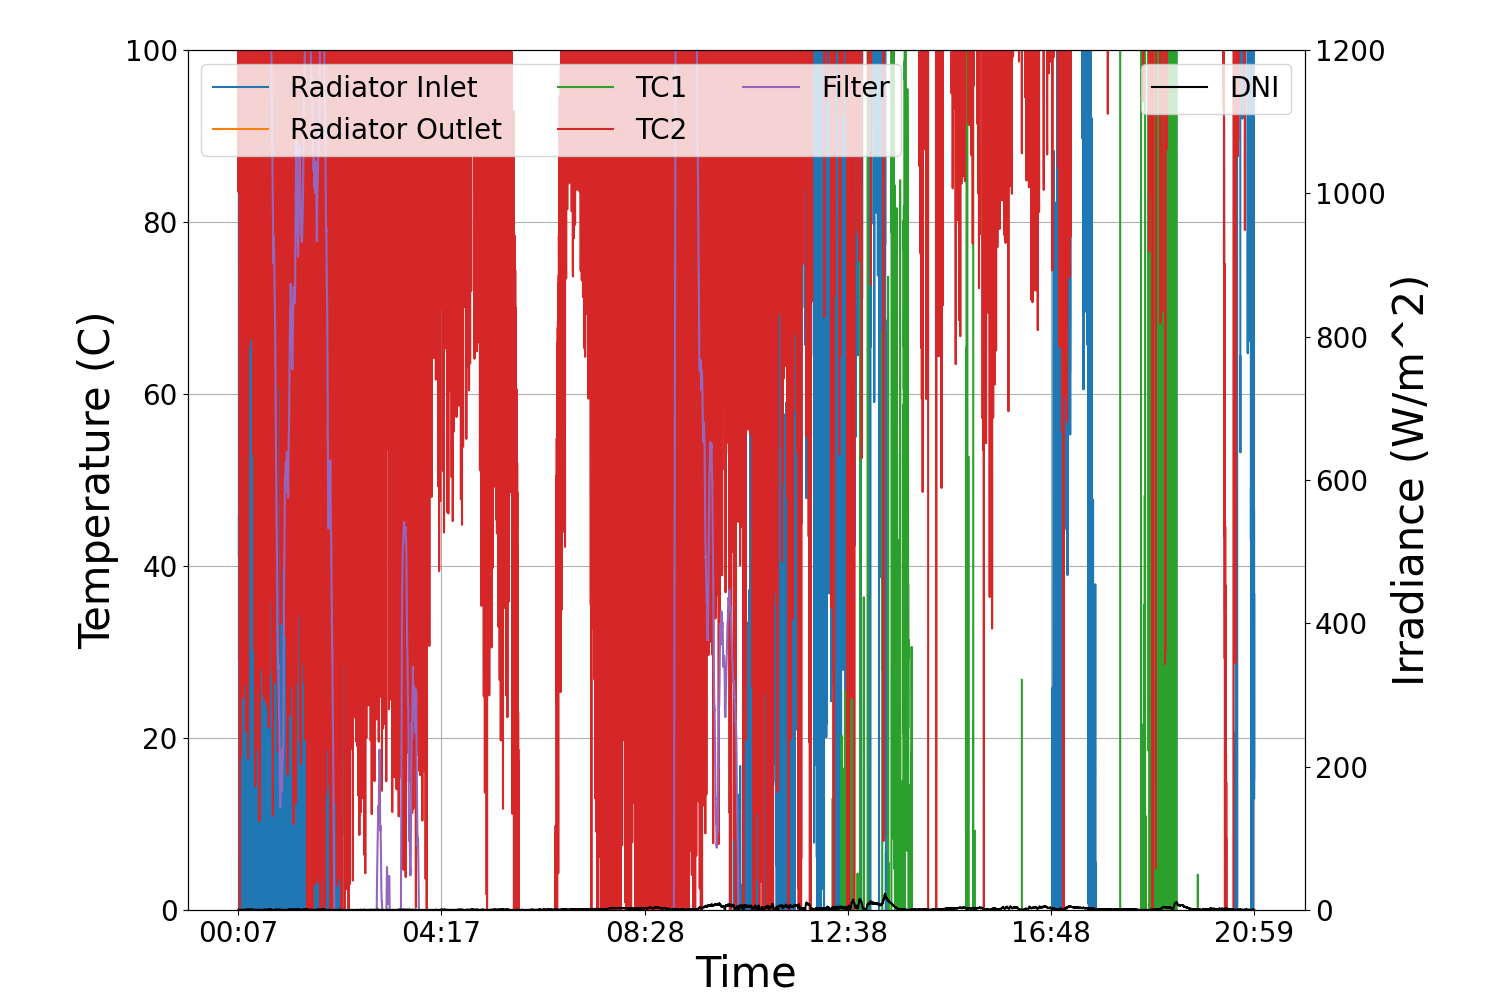 Radiator Inlet
Radiator Outlet
TC1
TC2
Filter
DNI
Temperature (C)
100
80
60
40
20
0
Irradiance (W/m^2)
1200
1000
800
600
400
200
0
00:07 04:17 08:28 12:38 16:48 20:59
Time